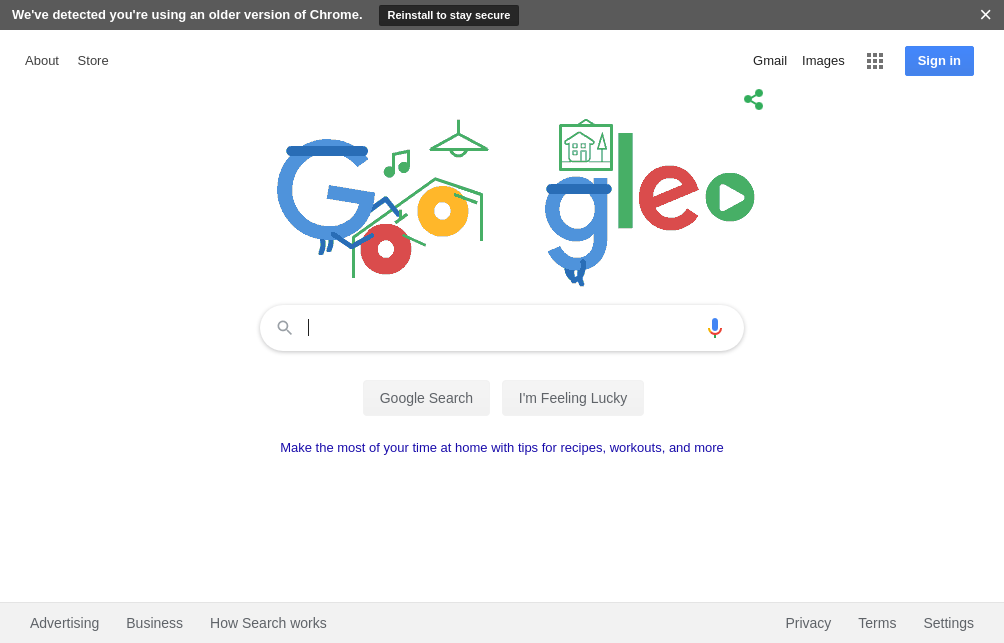 We've detected you're using an older version of Chrome. Reinstall to stay secure
About Store Gmail Images Sign in
Google
Google Search I'm Feeling Lucky
Make the most of your time at home with tips for recipes, workouts, and more
Advertising Business How Search works Privacy Terms Settings